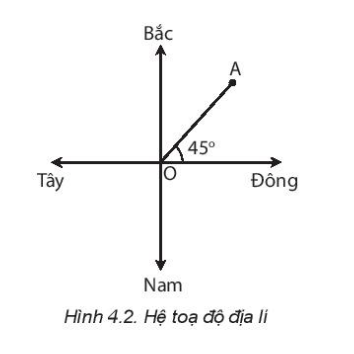 Bắc
A
45°
Tây
O
Đông
Nam
Hình 4.2. Hệ toạ độ địa lí